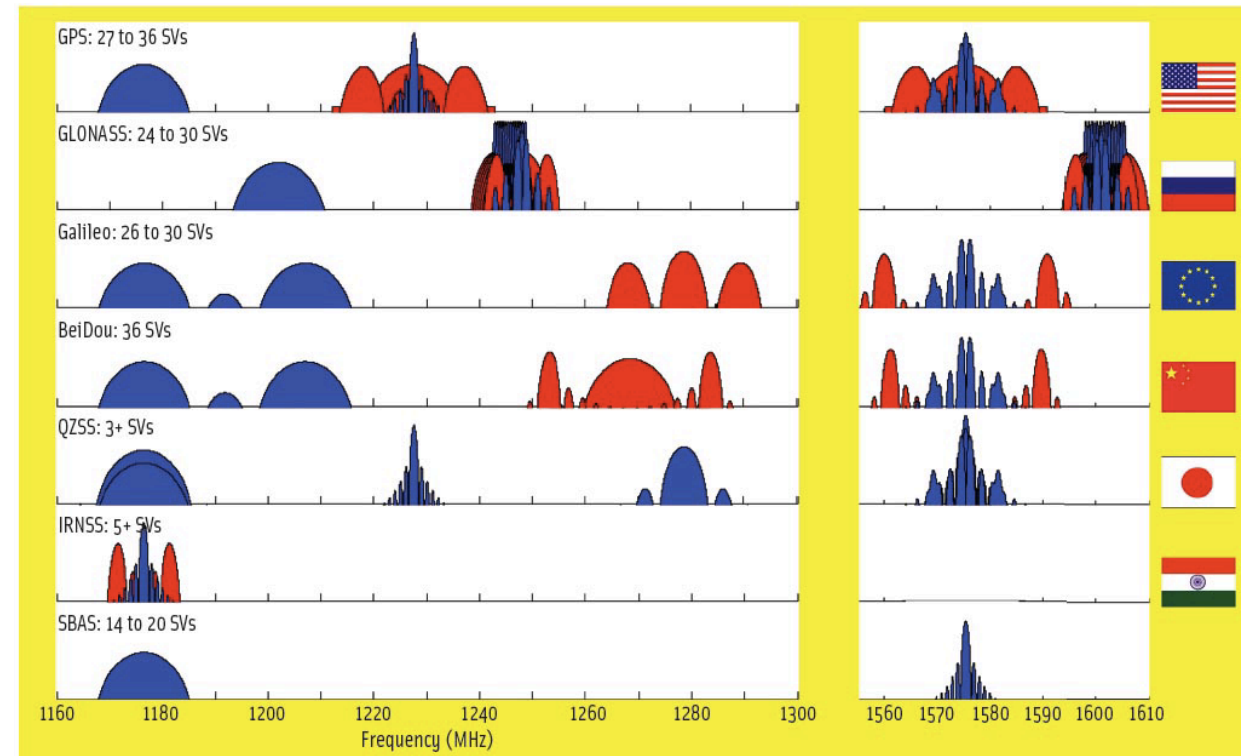 GPS: 27 to 36 SVs
GLONASS: 24 to 30 SVs
Galileo: 26 to 30 SVs
BeiDou: 36 SVs
QZSS: 3+ SVs
IRNSS: 5+ SVs
SBAS: 14 to 20 SVs
1160 1180 1200 1220 1240 1260 1280 1300 1560 1570 1580 1590 1600 1610
Frequency (MHz)